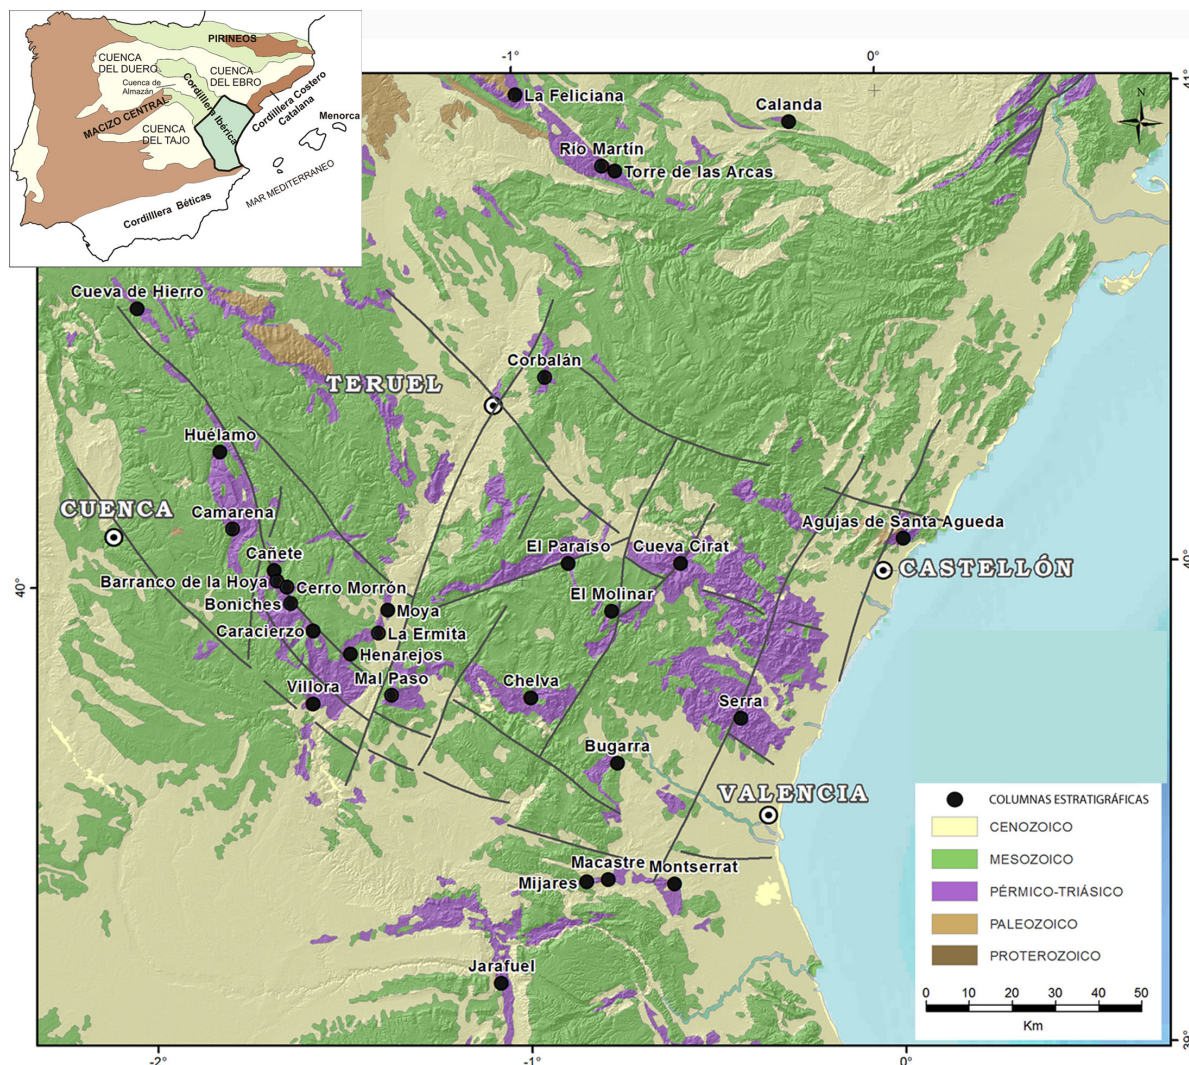 PIRINEOS
CUENCA
DEL DUERO
CUENCA
DEL EBRO
Cuenca de
Almazán
Cordillera Ibérica
Cordillera Costero
Catalana
MACIZO CENTRAL
CUENCA
DEL TAJO
Menorca
MAR MEDITERRANEO
Cordilllera Béticas
-1°
0°
41°
N
La Feliciana
Calanda
Río Martín
Torre de las Arcas
Cueva de Hierro
Corbalán
TERUEL
Huélamo
CUENCA
Camarena
Agujas de Santa Agueda
El Paraiso
Cueva Cirat
40°
Cañete
CASTELLÓN
Barranco de la Hoya
Cerro Morrón
40°
El Molinar
Boniches
Moya
Caracierzo
La Ermita
Henarejos
Mal Paso
Villora
Chelva
Serra
Bugarra
VALENCIA
Macastre
Montserrat
Mijares
Jarafuel
COLUMNAS ESTRATIGRÁFICAS
CENOZOICO
MESOZOICO
PÉRMICO-TRIÁSICO
PALEOZOICO
PROTEROZOICO
0 10 20 30 40 50
Km
39°
-2°
-1°
0°